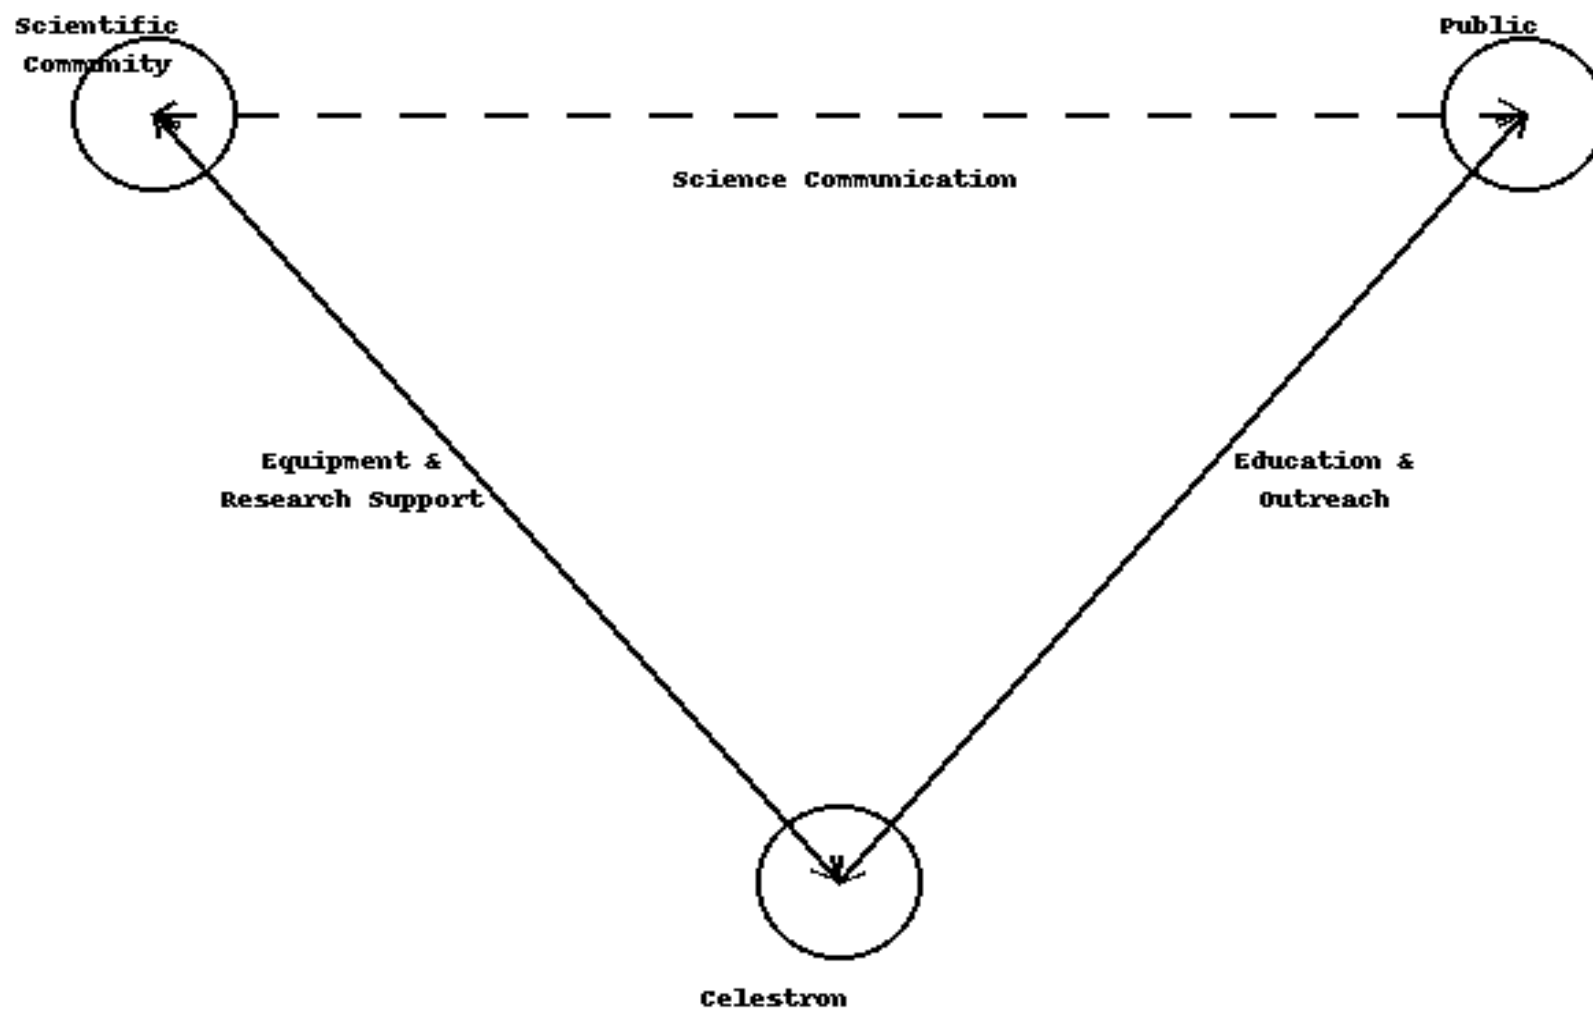 Scientific
Community
Public
Science Communication
Equipment &
Research Support
Education &
Outreach
Celestron